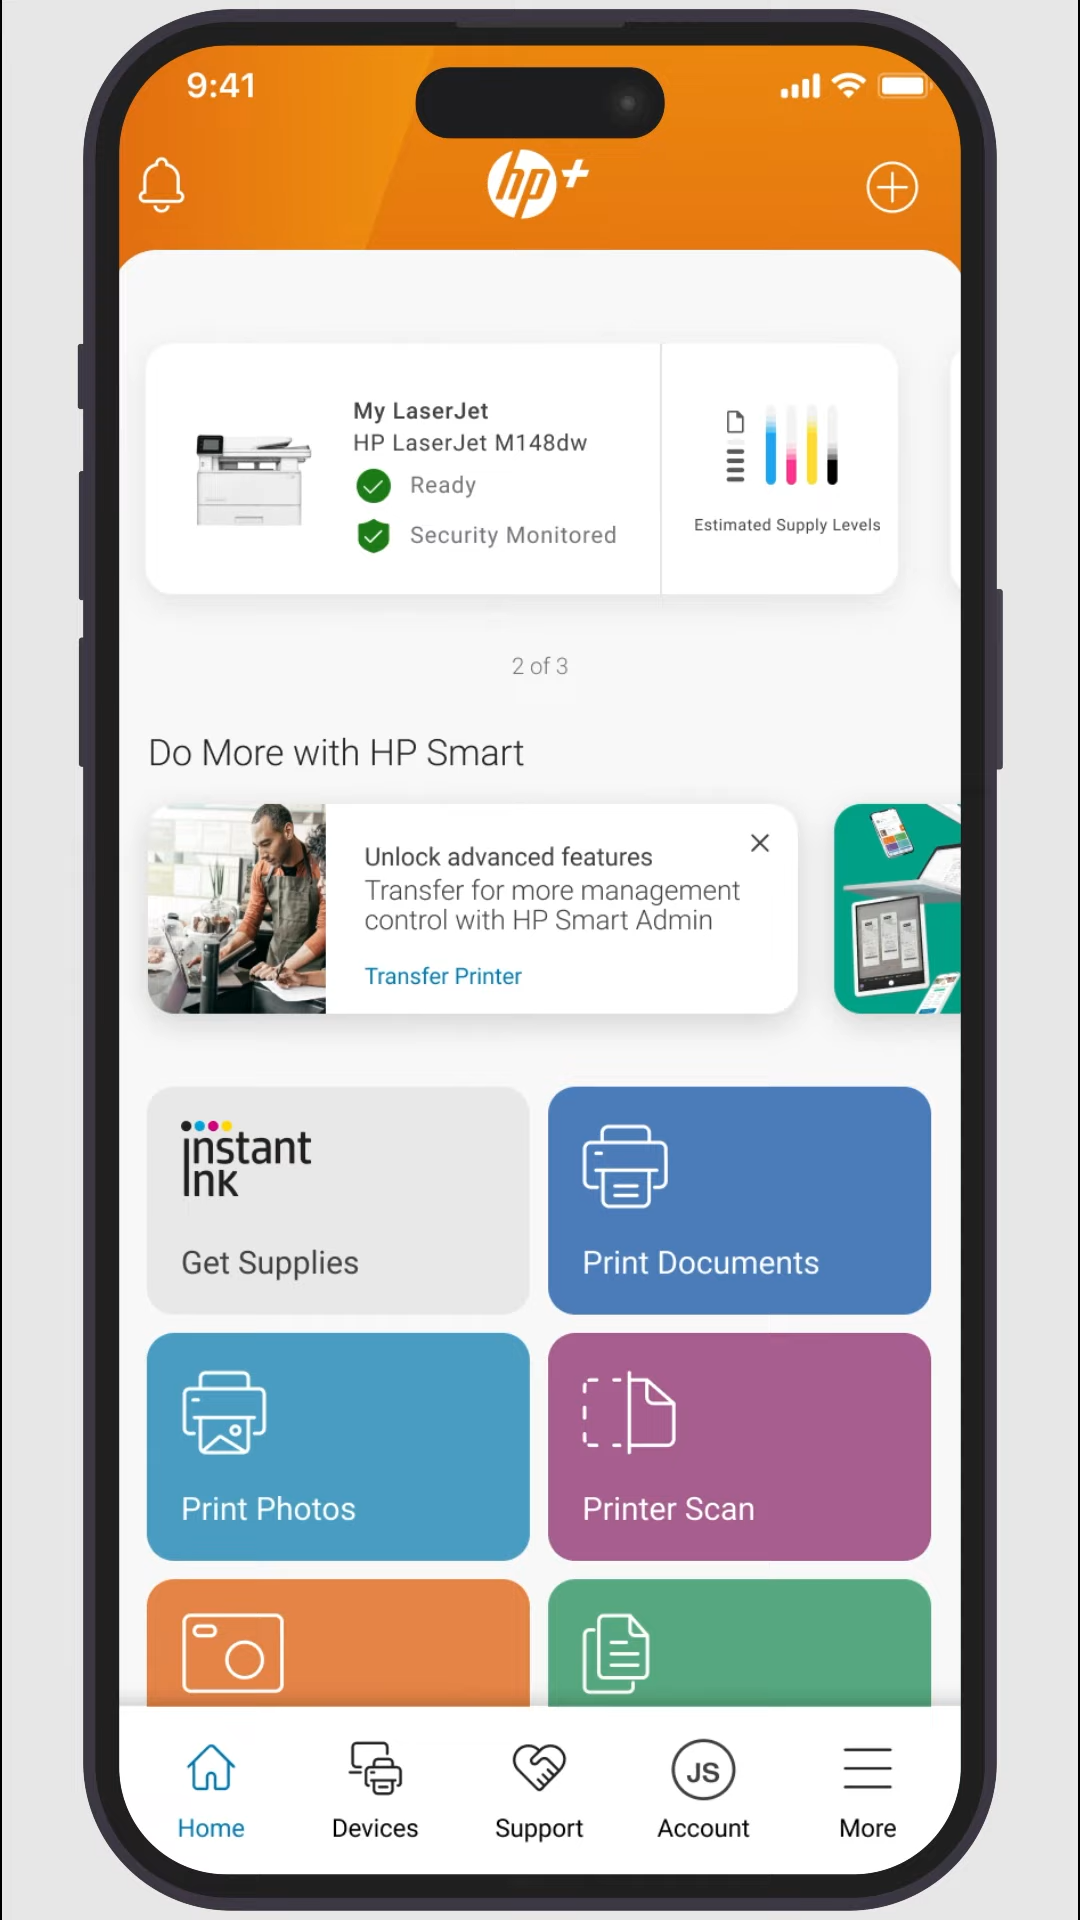 9:41
hp+
My LaserJet
HP LaserJet M148dw
Ready
Security Monitored
Estimated Supply Levels
2 of 3
Do More with HP Smart
Unlock advanced features
Transfer for more management
control with HP Smart Admin
Transfer Printer
instant
ink
Get Supplies
Print Documents
Print Photos
Printer Scan
JS
Home
Devices
Support
Account
More